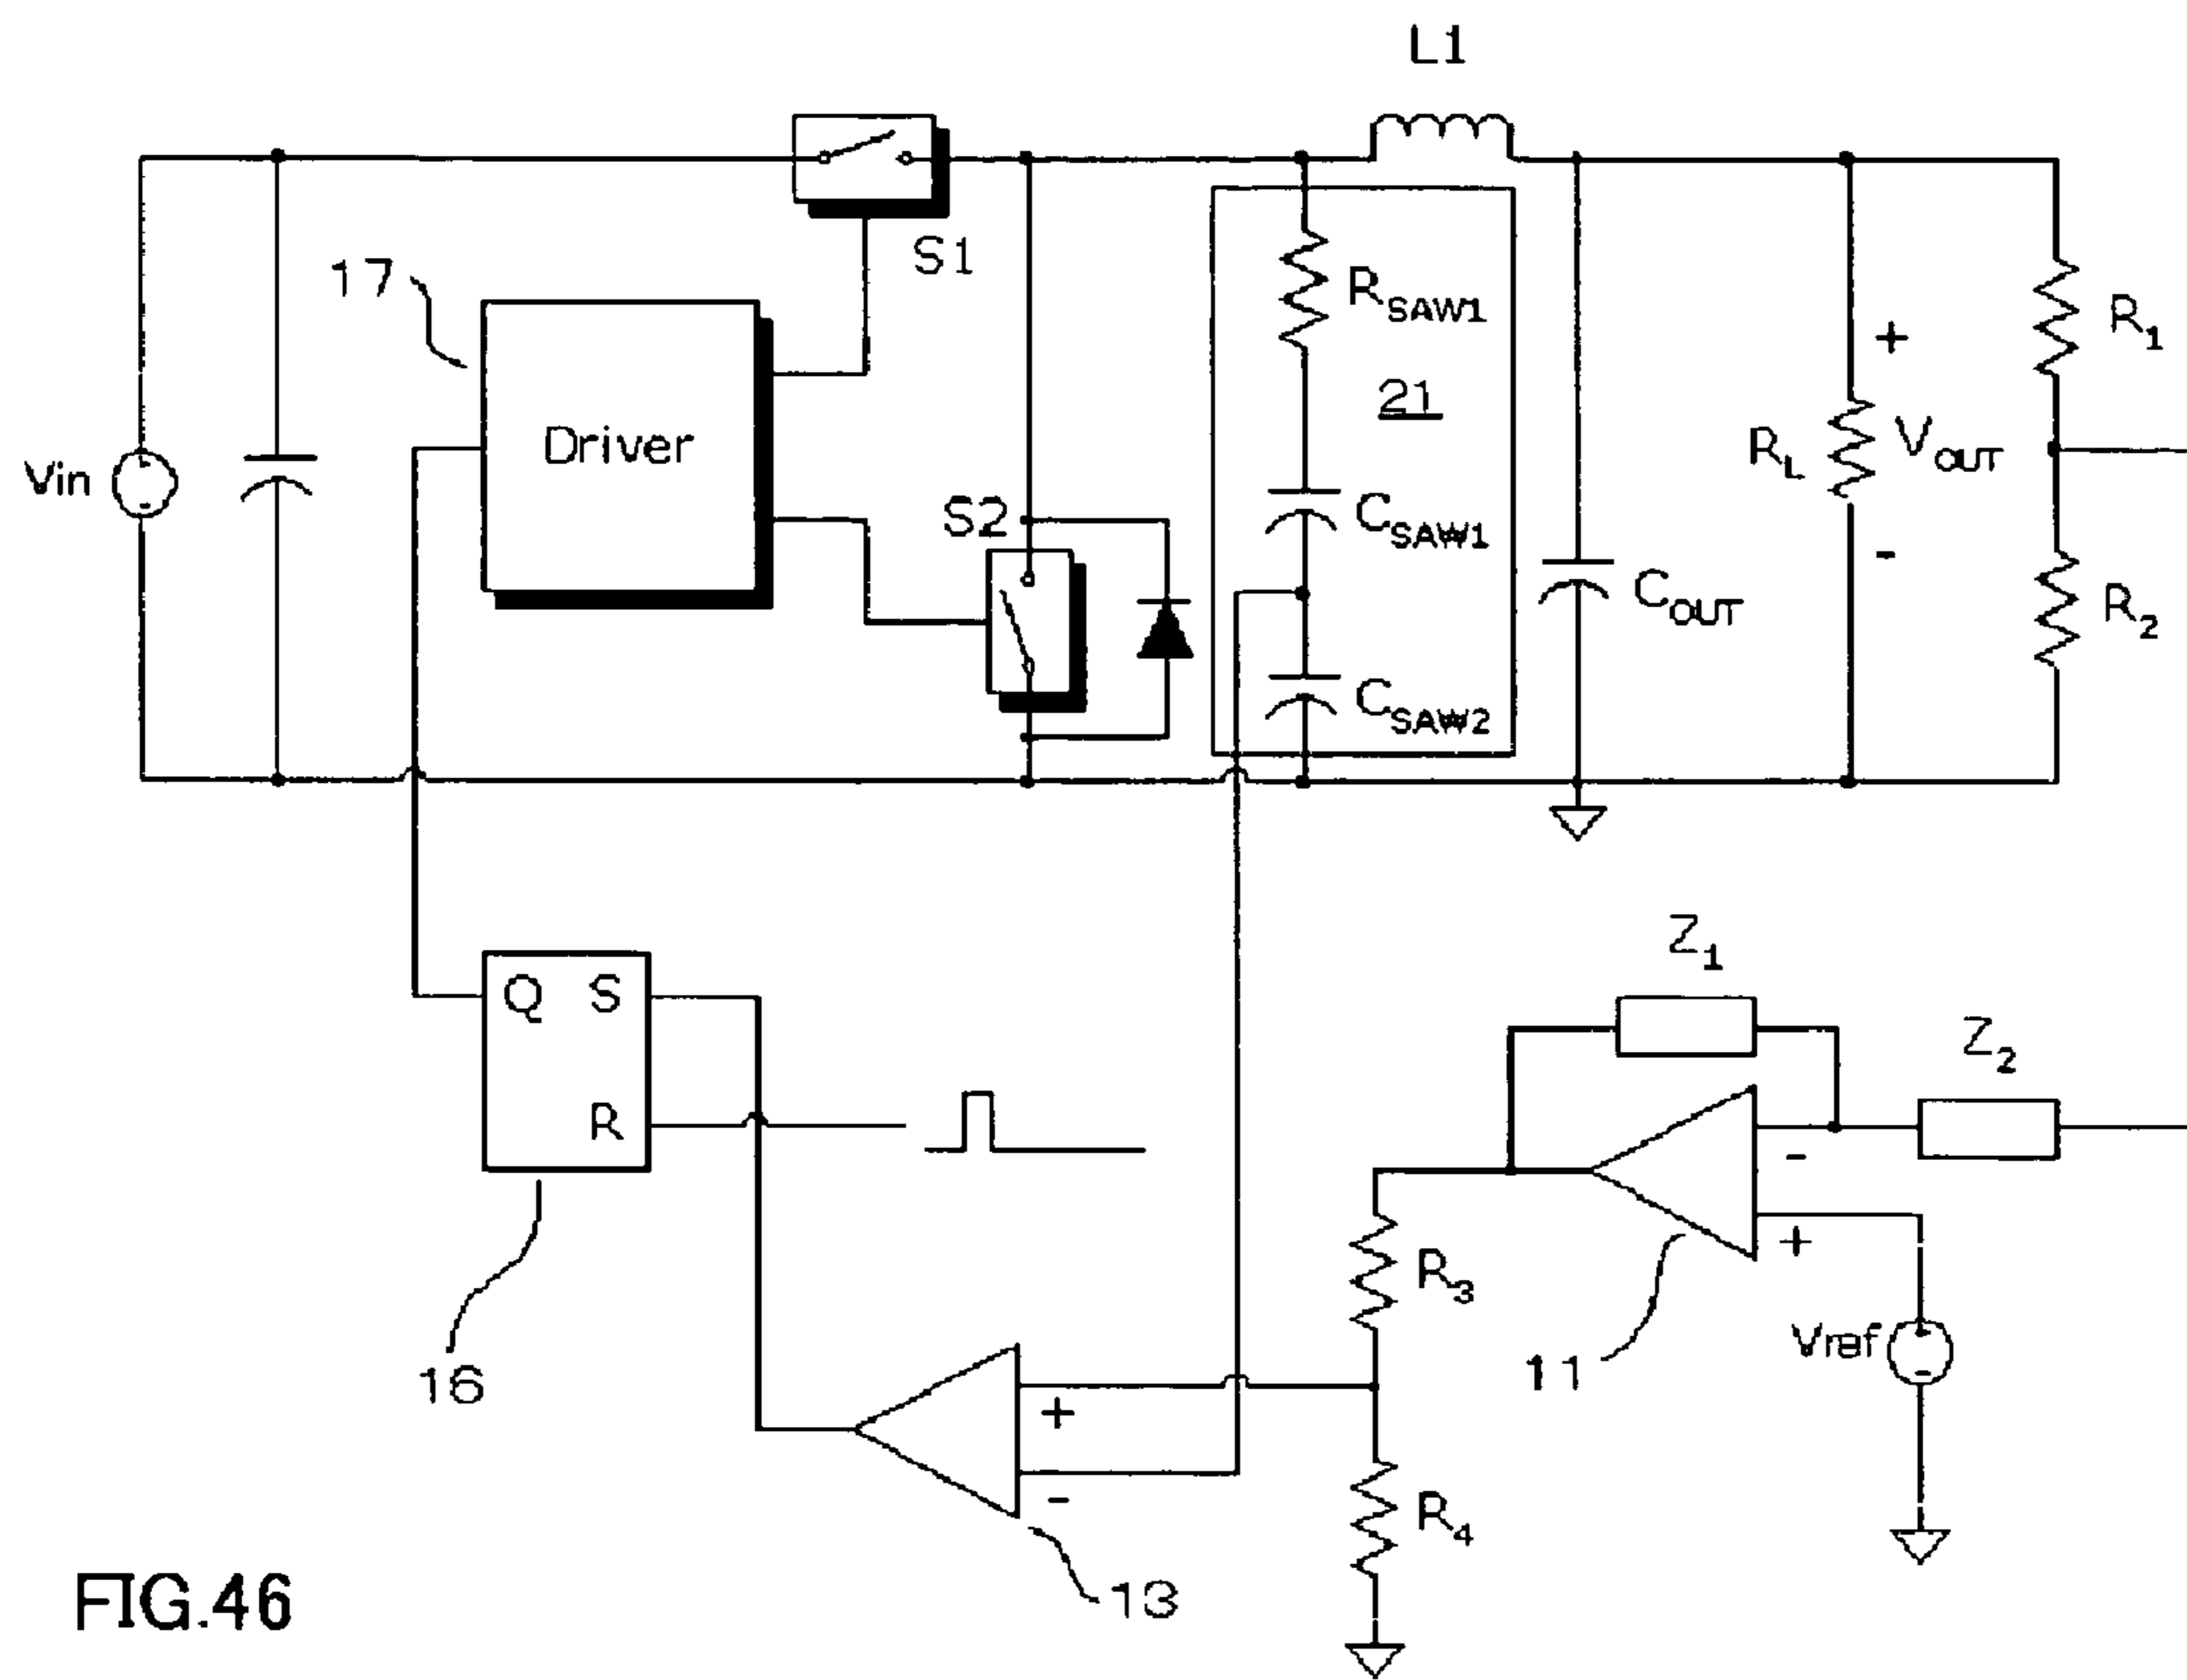 L1
S1
17
R SAW1
R1
+
21
Driver
Vin
RL
VOUT
S2
CSAW1
-
COUT
R2
CSAW2
Z1
Q S
Z2
R
-
+
R3
Vref
11
16
+
-
R4
13
FIG.46